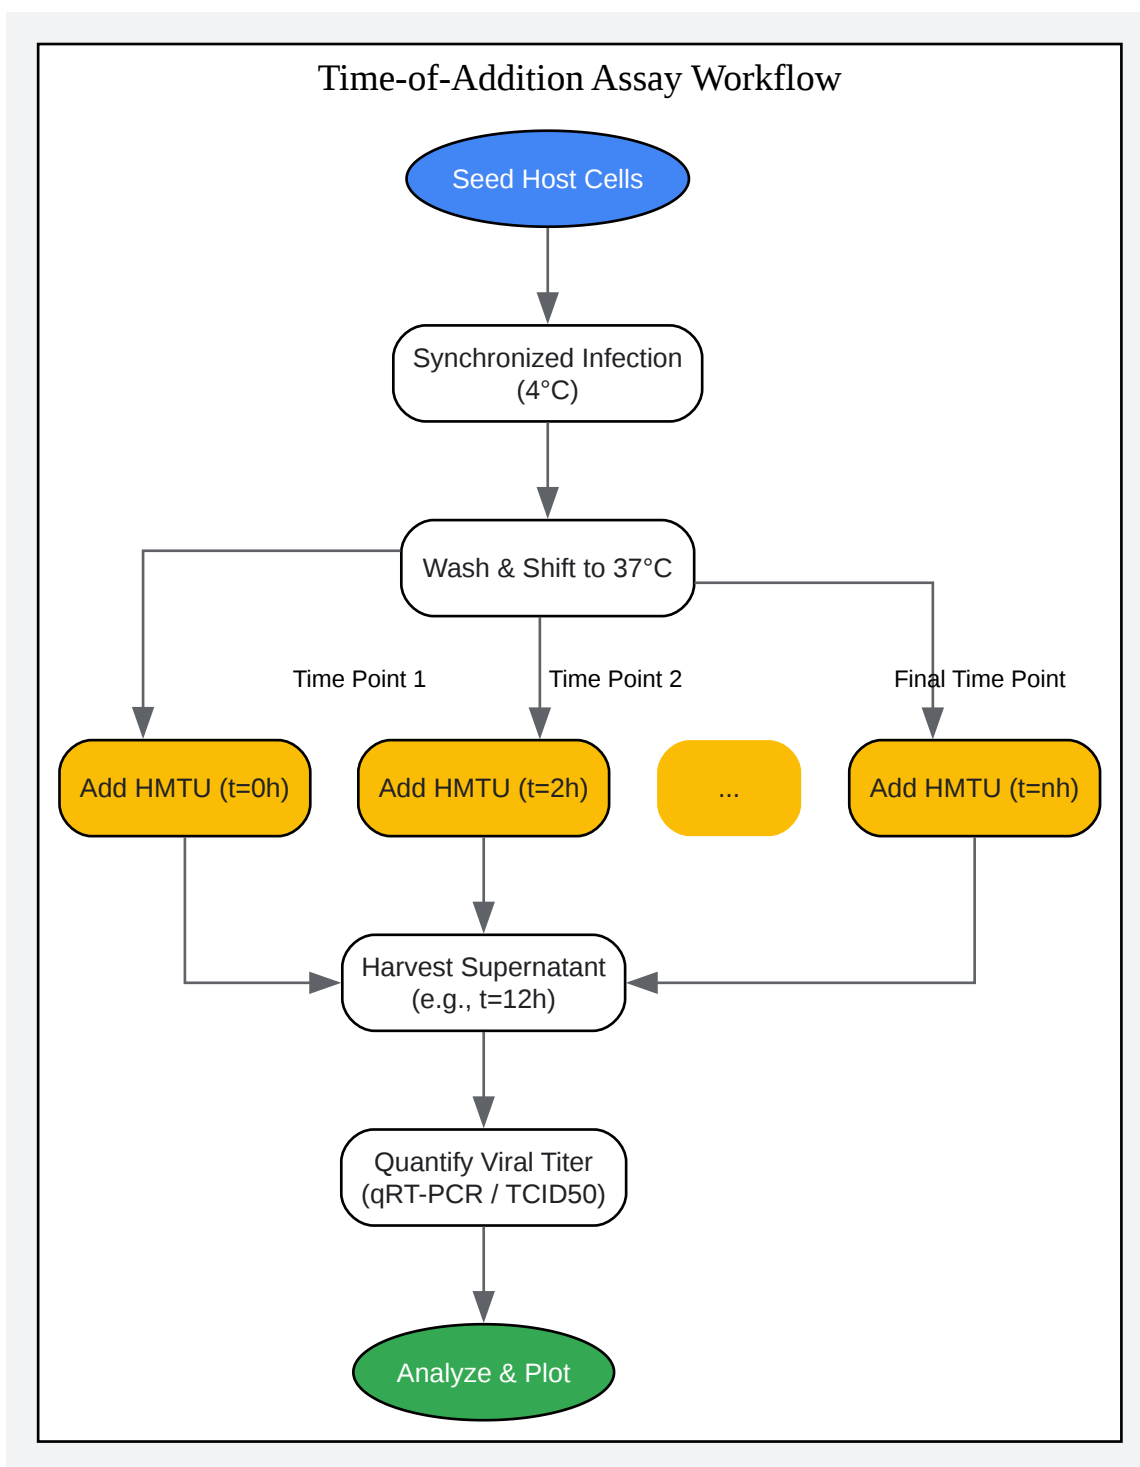 Time-of-Addition Assay Workflow
Seed Host Cells
Synchronized Infection
(4°C)
Wash & Shift to 37°C
Time Point 1
Time Point 2
Final Time Point
Add HMTU (t=0h)
Add HMTU (t=2h)
...
Add HMTU (t=nh)
Harvest Supernatant
(e.g., t=12h)
Quantify Viral Titer
(qRT-PCR / TCID50)
Analyze & Plot